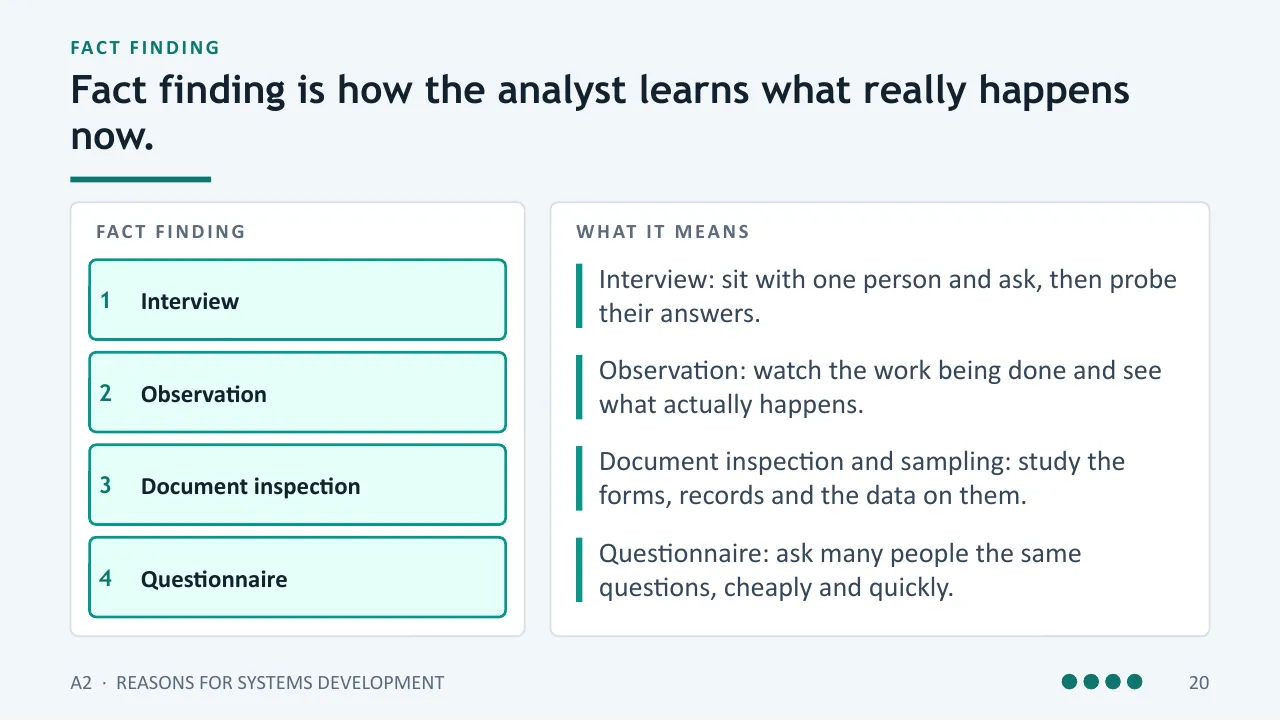 FACT FINDING
Fact finding is how the analyst learns what really happens
now.
FACT FINDING
1 Interview
2 Observation
3 Document inspection
4 Questionnaire
WHAT IT MEANS
Interview: sit with one person and ask, then probe
their answers.
Observation: watch the work being done and see
what actually happens.
Document inspection and sampling: study the
forms, records and the data on them.
Questionnaire: ask many people the same
questions, cheaply and quickly.
A2 · REASONS FOR SYSTEMS DEVELOPMENT
20